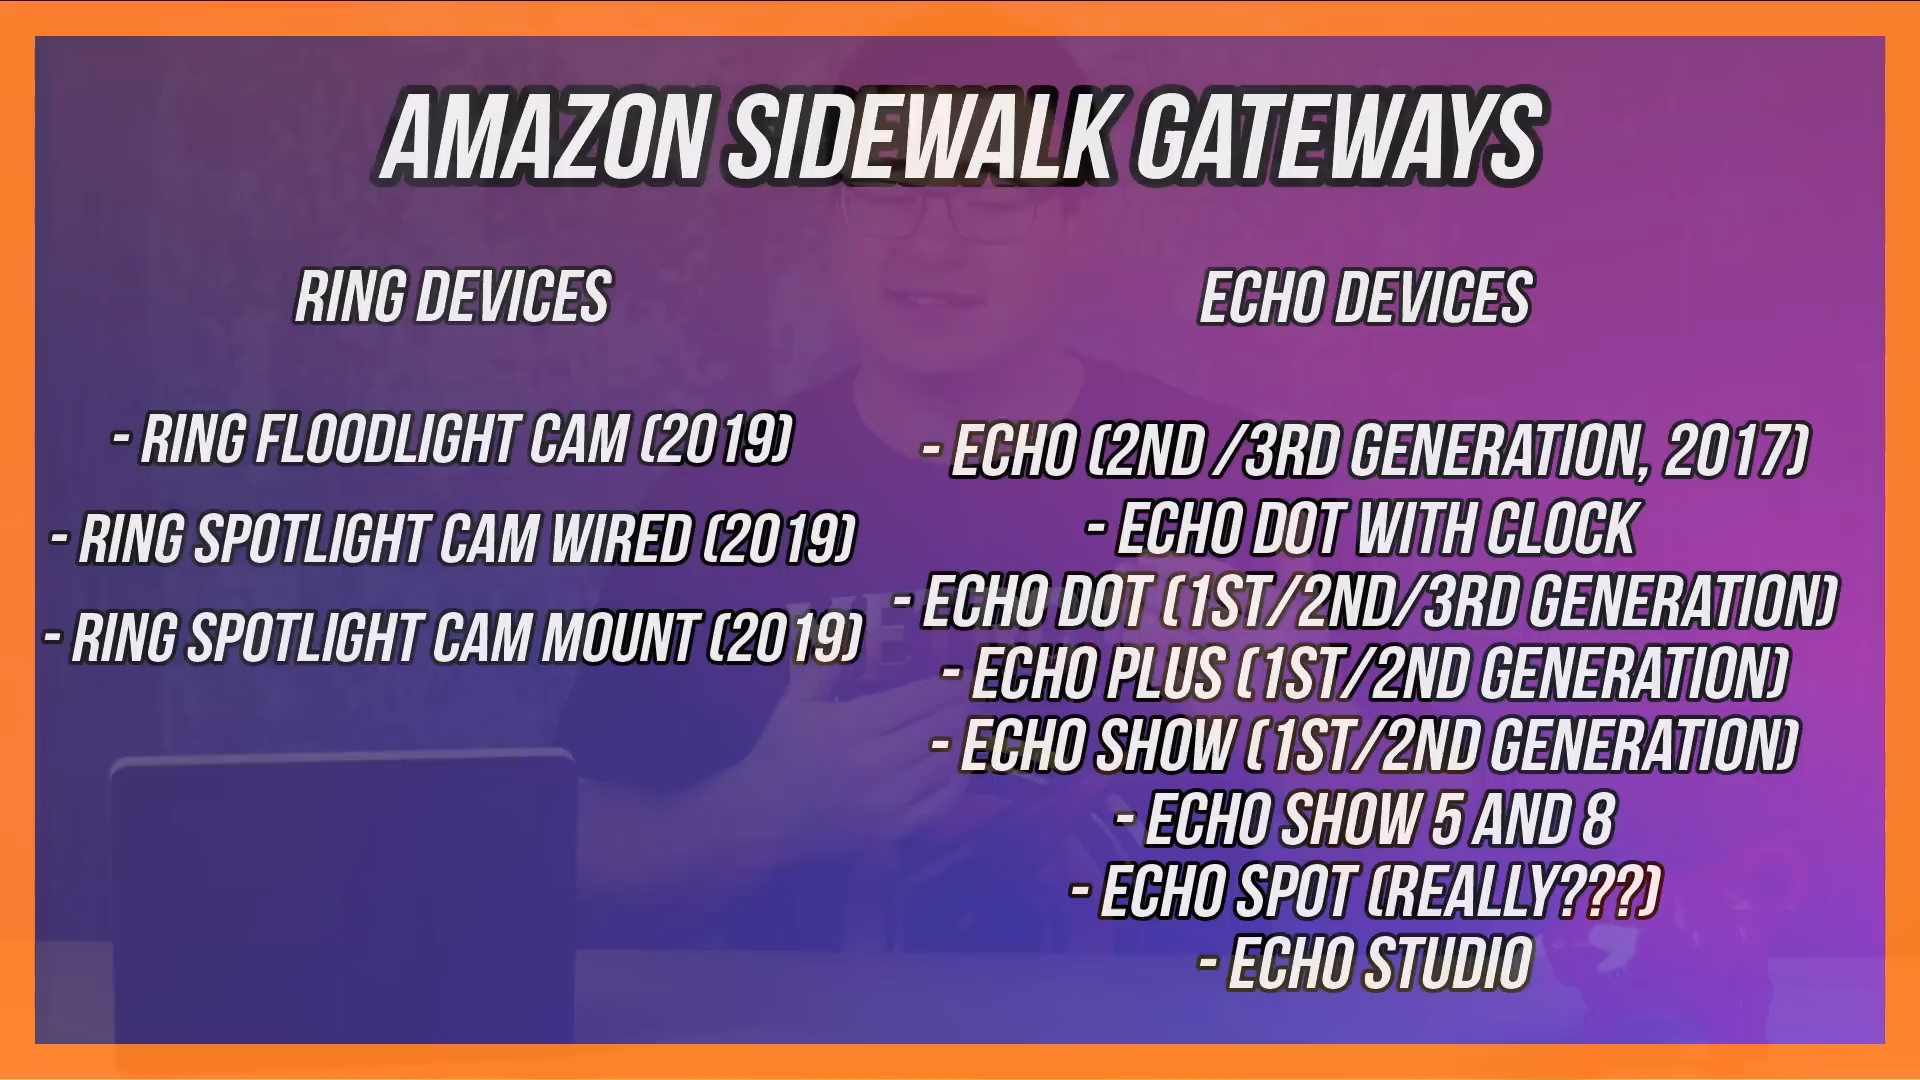 AMAZON SIDEWALK GATEWAYS
RING DEVICES
- RING FLOODLIGHT CAM (2019)
- RING SPOTLIGHT CAM WIRED (2019)
- RING SPOTLIGHT CAM MOUNT (2019)
ECHO DEVICES
- ECHO (2ND /3RD GENERATION, 2017)
- ECHO DOT WITH CLOCK
- ECHO DOT (1ST/2ND/3RD GENERATION)
- ECHO PLUS (1ST/2ND GENERATION)
- ECHO SHOW (1ST/2ND GENERATION)
- ECHO SHOW 5 AND 8
- ECHO SPOT (REALLY???)
- ECHO STUDIO